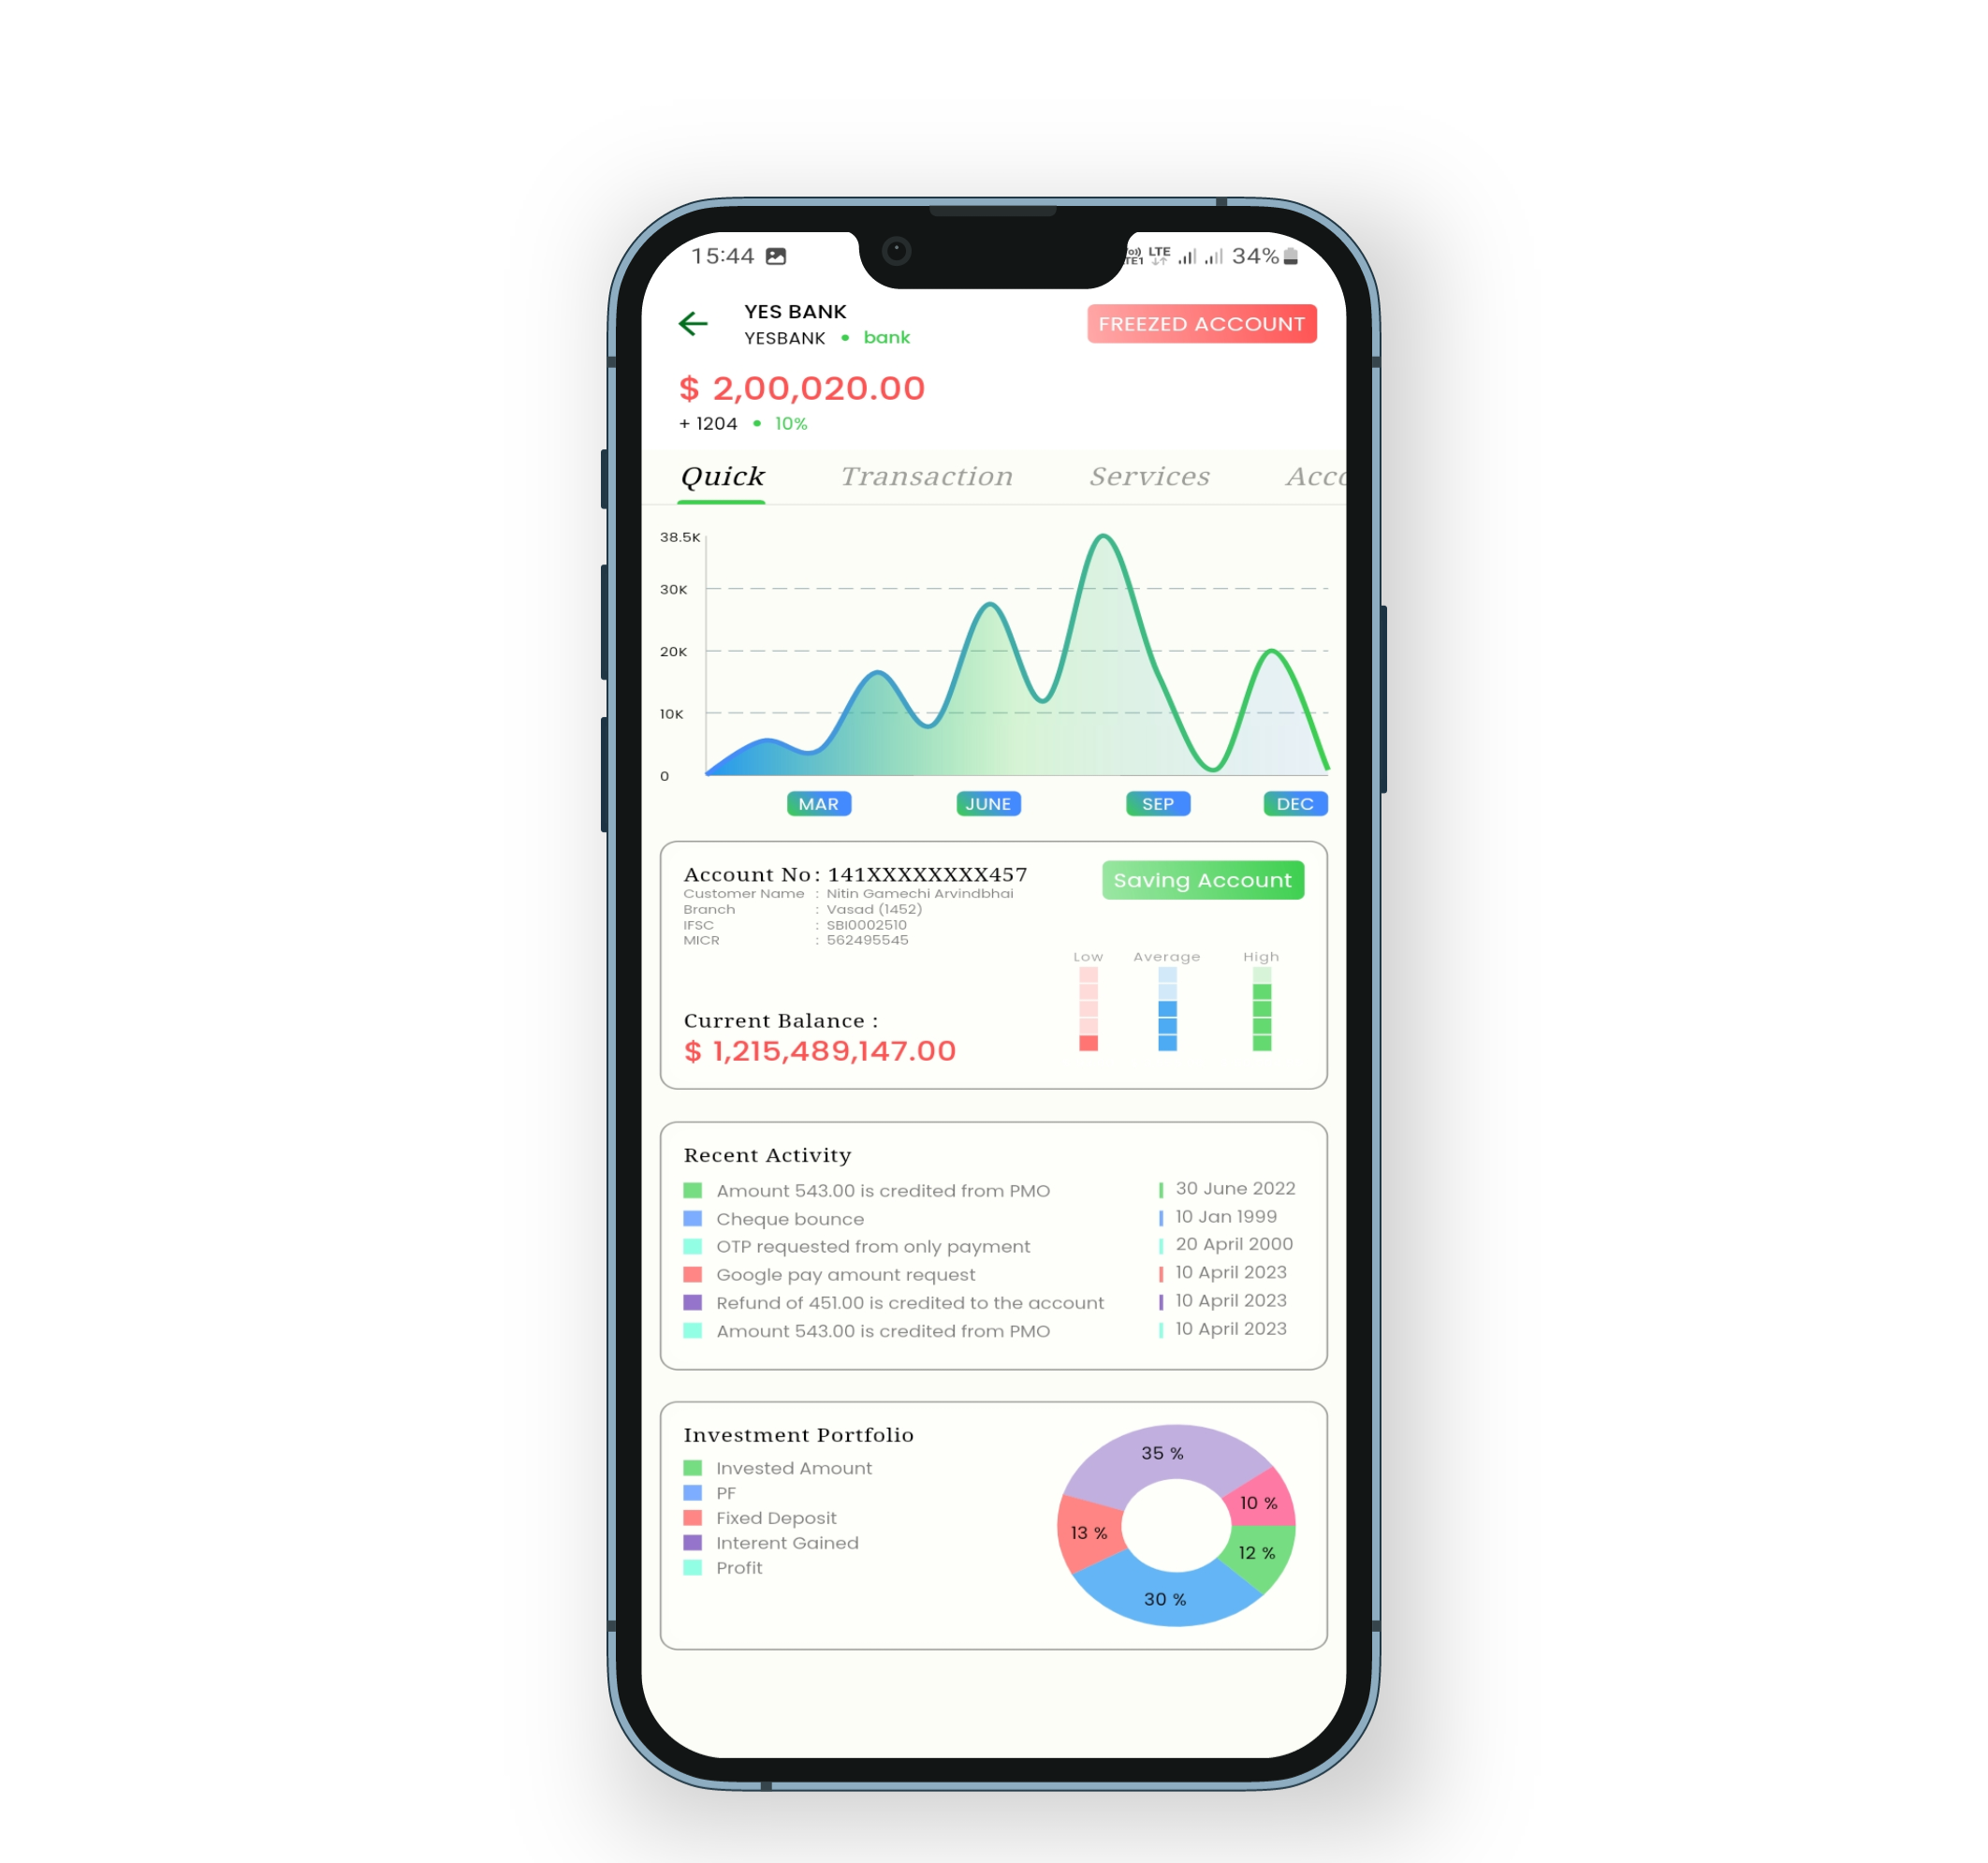 15:44 LTE 34%
YES BANK
YESBANK • bank
FREEZED ACCOUNT
$ 2,00,020.00
+ 1204 • 10%
Quick Transaction Services Acco
38.5K
30K
20K
10K
0
MAR JUNE SEP DEC
Account No : 141XXXXXXXX457
Saving Account
Customer Name : Nitin Gamechi Arvindbhai
Branch : Vasad (1452)
IFSC : SBI0002510
MICR : 562495545
Low Average High
Current Balance :
$ 1,215,489,147.00
Recent Activity
Amount 543.00 is credited from PMO 30 June 2022
Cheque bounce 10 Jan 1999
OTP requested from only payment 20 April 2000
Google pay amount request 10 April 2023
Refund of 451.00 is credited to the account 10 April 2023
Amount 543.00 is credited from PMO 10 April 2023
Investment Portfolio
Invested Amount
PF
Fixed Deposit
Interent Gained
Profit
35 %
10 %
13 %
12 %
30 %